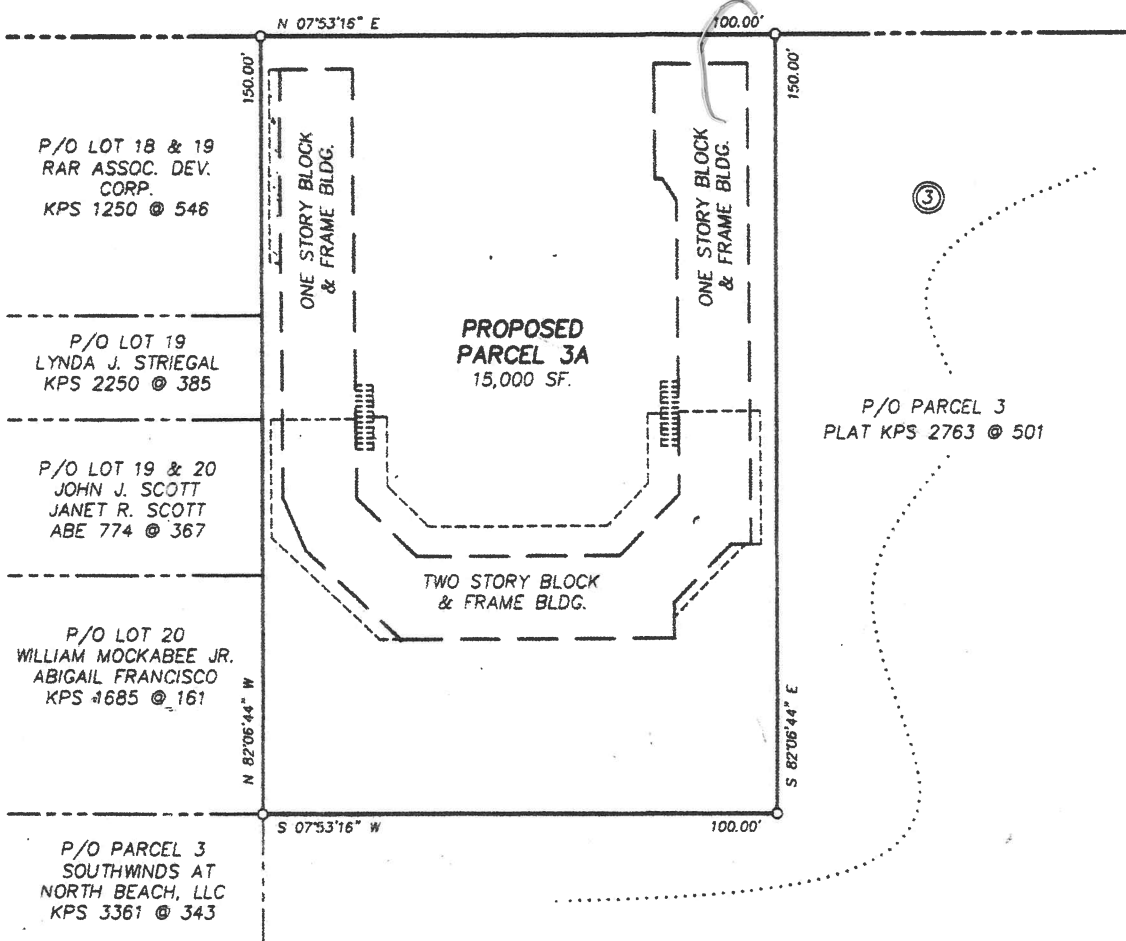 N 07°53'16" E
100.00'
150.00'
150.00'
P/O LOT 18 & 19
RAR ASSOC. DEV.
CORP.
KPS 1250 @ 546
ONE STORY BLOCK
& FRAME BLDG.
ONE STORY BLOCK
& FRAME BLDG.
3
P/O LOT 19
LYNDA J. STRIEGAL
KPS 2250 @ 385
PROPOSED
PARCEL 3A
15,000 SF.
P/O PARCEL 3
PLAT KPS 2763 @ 501
P/O LOT 19 & 20
JOHN J. SCOTT
JANET R. SCOTT
ABE 774 @ 367
TWO STORY BLOCK
& FRAME BLDG.
P/O LOT 20
WILLIAM MOCKABEE JR.
ABIGAIL FRANCISCO
KPS 1685 @ 161
N 82°06'44" W
S 82°06'44" E
S 07°53'16" W
100.00'
P/O PARCEL 3
SOUTHWINDS AT
NORTH BEACH, LLC
KPS 3361 @ 343